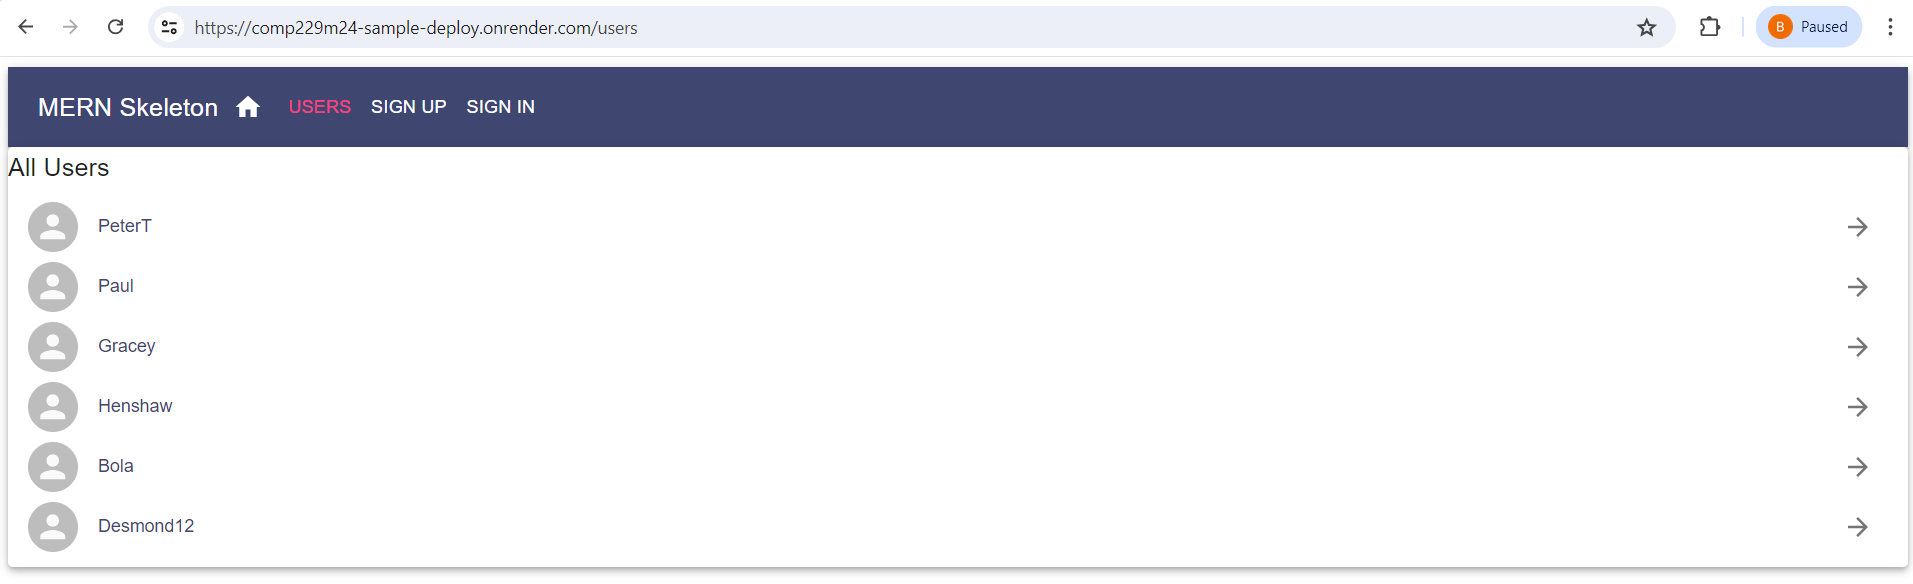 https://comp229m24-sample-deploy.onrender.com/users
B Paused
MERN Skeleton USERS SIGN UP SIGN IN
All Users
PeterT
Paul
Gracey
Henshaw
Bola
Desmond12